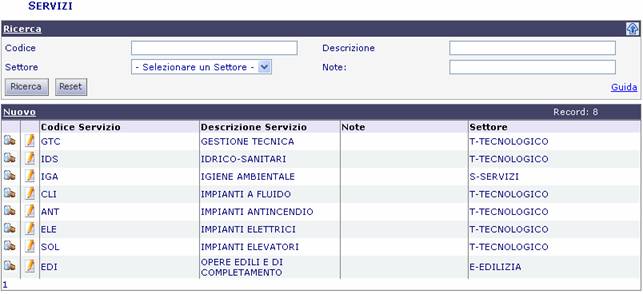 SERVIZI
Ricerca
Codice Descrizione
Settore - Selezionare un Settore - Note:
Ricerca Reset Guida
Nuovo Record: 8
Codice Servizio Descrizione Servizio Note Settore
GTC GESTIONE TECNICA T-TECNOLOGICO
IDS IDRICO-SANITARI T-TECNOLOGICO
IGA IGIENE AMBIENTALE S-SERVIZI
CLI IMPIANTI A FLUIDO T-TECNOLOGICO
ANT IMPIANTI ANTINCENDIO T-TECNOLOGICO
ELE IMPIANTI ELETTRICI T-TECNOLOGICO
SOL IMPIANTI ELEVATORI T-TECNOLOGICO
EDI OPERE EDILI E DI COMPLETAMENTO E-EDILIZIA
1